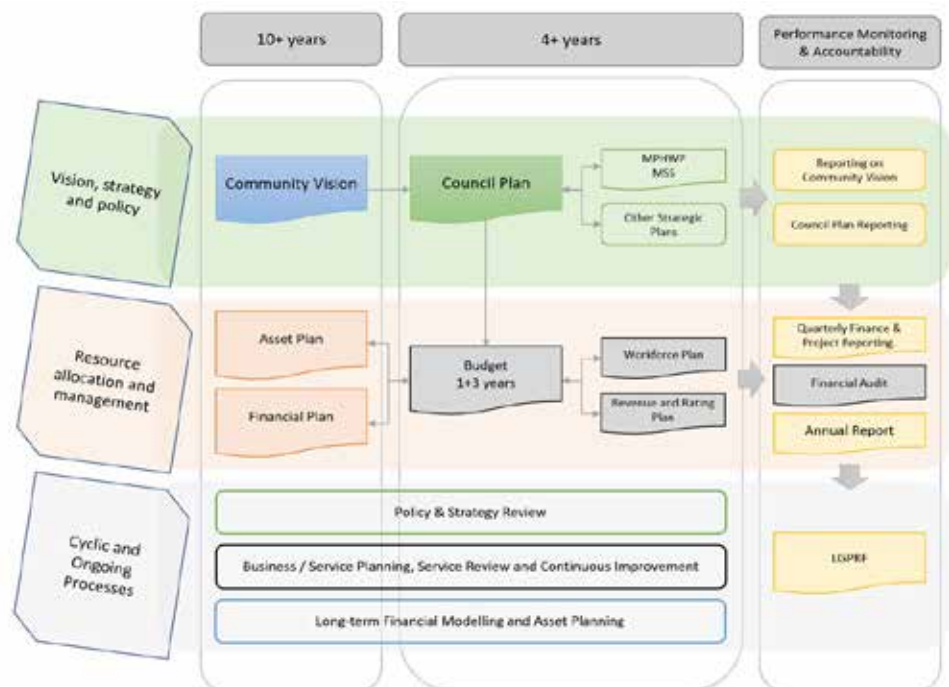 10+ years
4+ years
Performance Monitoring
& Accountability
Vision, strategy
and policy
Community Vision
Council Plan
MPHWP
MSS
Other Strategic
Plans
Reporting on
Community Vision
Council Plan Reporting
Resource
allocation and
management
Asset Plan
Financial Plan
Budget
1+3 years
Workforce Plan
Revenue and Rating
Plan
Quarterly Finance &
Project Reporting
Financial Audit
Annual Report
Cyclic and
Ongoing
Processes
Policy & Strategy Review
Business / Service Planning, Service Review and Continuous Improvement
Long-term Financial Modelling and Asset Planning
LGPRF